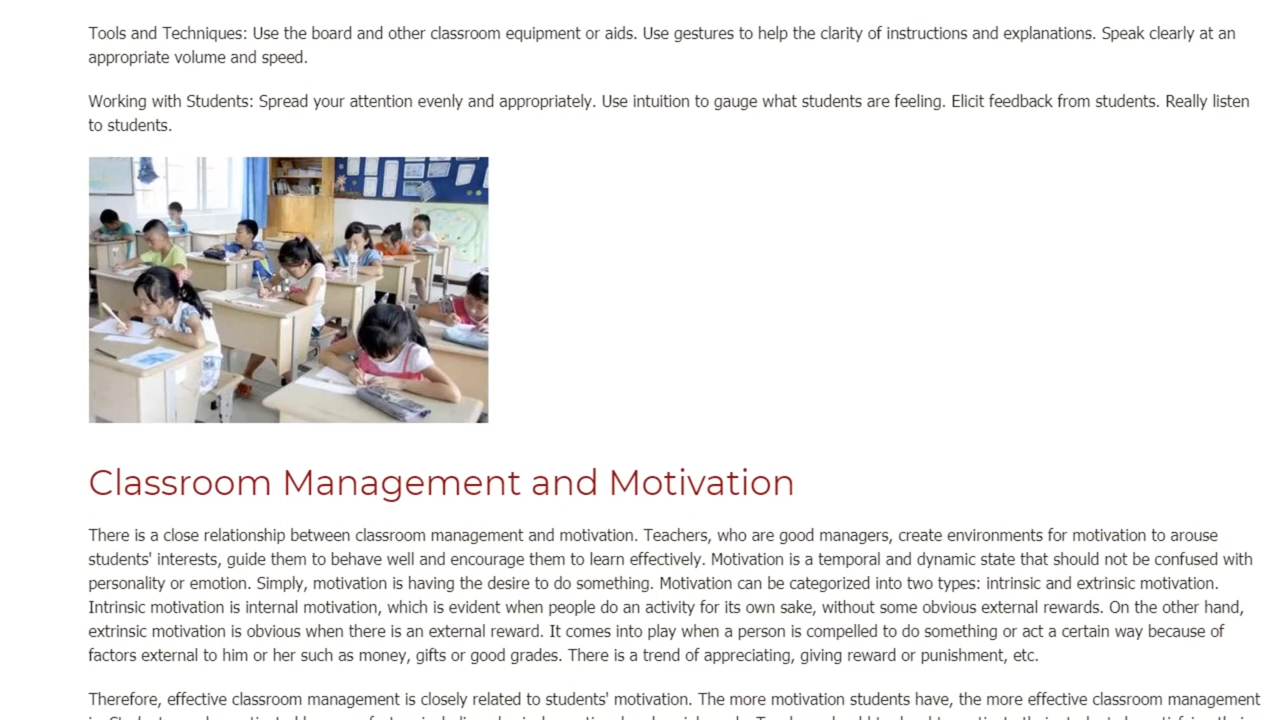 Tools and Techniques: Use the board and other classroom equipment or aids. Use gestures to help the clarity of instructions and explanations. Speak clearly at an
appropriate volume and speed.
Working with Students: Spread your attention evenly and appropriately. Use intuition to gauge what students are feeling. Elicit feedback from students. Really listen
to students.
Classroom Management and Motivation
There is a close relationship between classroom management and motivation. Teachers, who are good managers, create environments for motivation to arouse
students' interests, guide them to behave well and encourage them to learn effectively. Motivation is a temporal and dynamic state that should not be confused with
personality or emotion. Simply, motivation is having the desire to do something. Motivation can be categorized into two types: intrinsic and extrinsic motivation.
Intrinsic motivation is internal motivation, which is evident when people do an activity for its own sake, without some obvious external rewards. On the other hand,
extrinsic motivation is obvious when there is an external reward. It comes into play when a person is compelled to do something or act a certain way because of
factors external to him or her such as money, gifts or good grades. There is a trend of appreciating, giving reward or punishment, etc.
Therefore, effective classroom management is closely related to students' motivation. The more motivation students have, the more effective classroom management